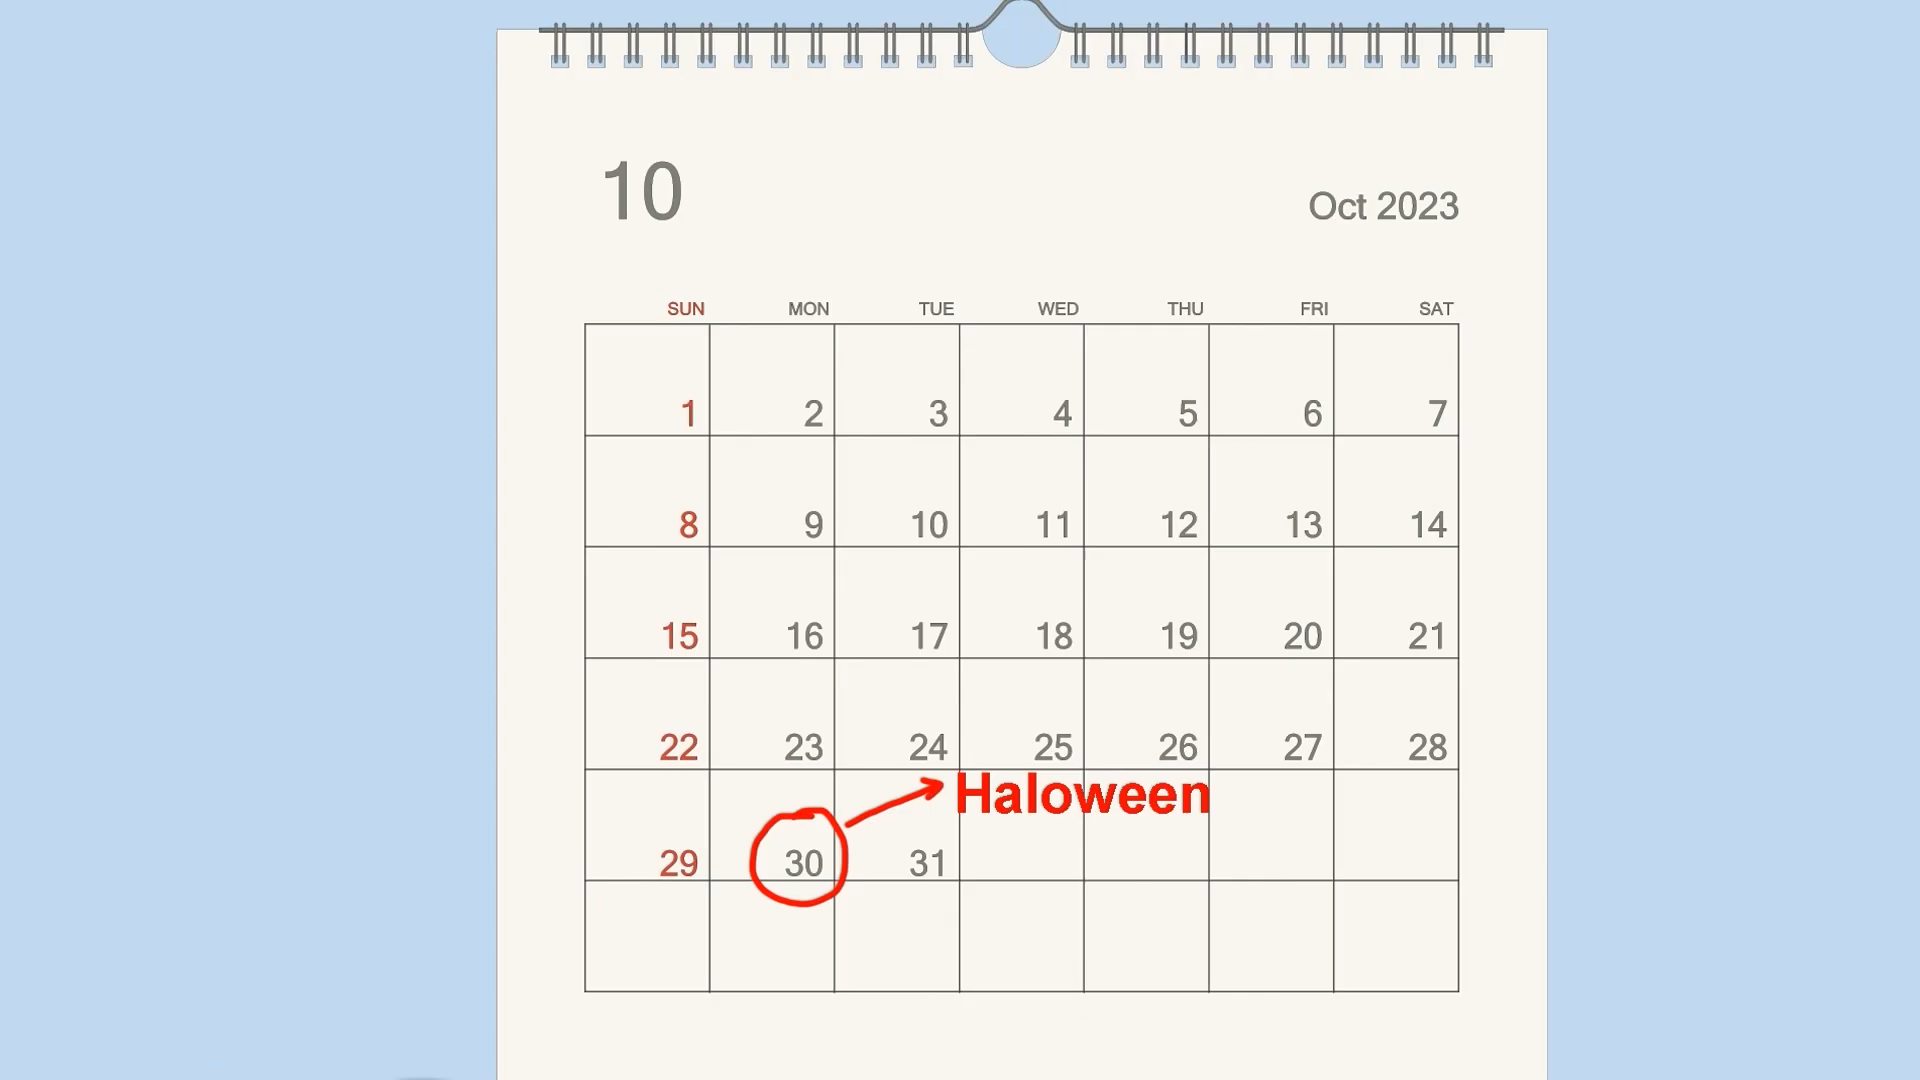 10
Oct 2023
SUN MON TUE WED THU FRI SAT
1 2 3 4 5 6 7
8 9 10 11 12 13 14
15 16 17 18 19 20 21
22 23 24 25 26 27 28
Haloween
29 30 31